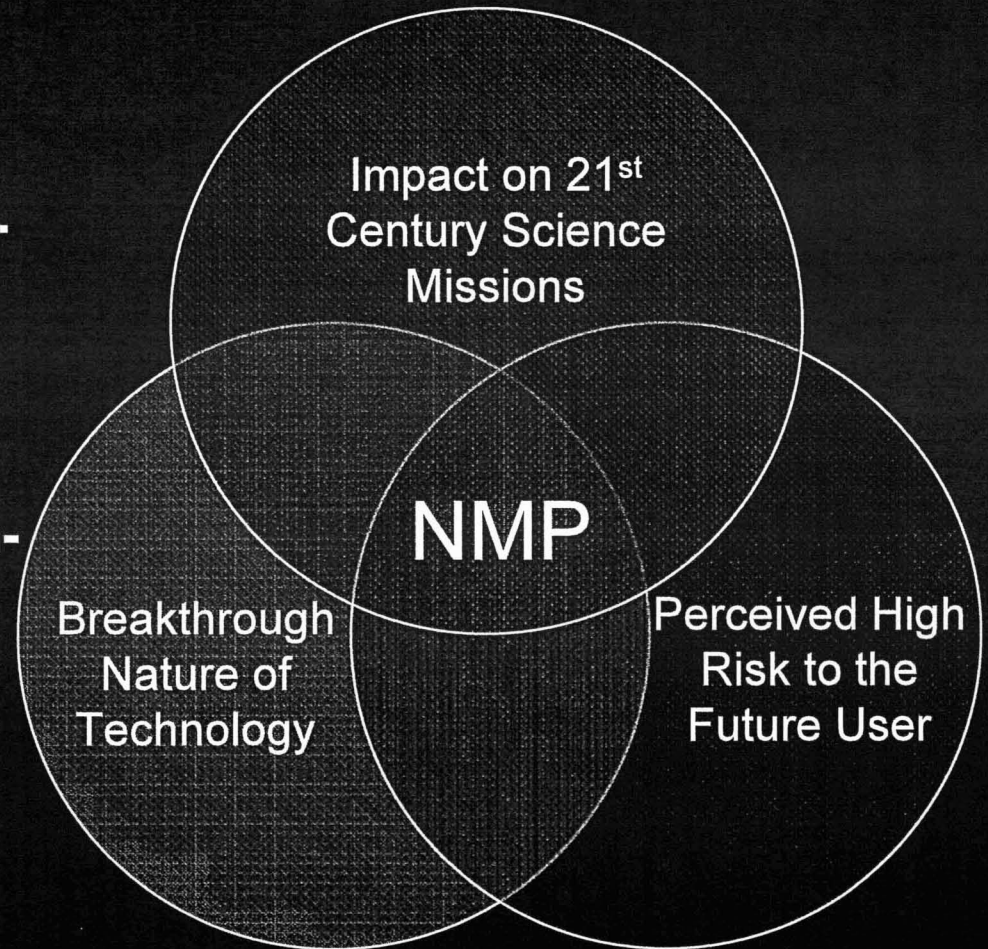 Impact on 21st
Century Science
Missions
-
-
NMP
Breakthrough
Nature of
Technology
Perceived High
Risk to the
Future User